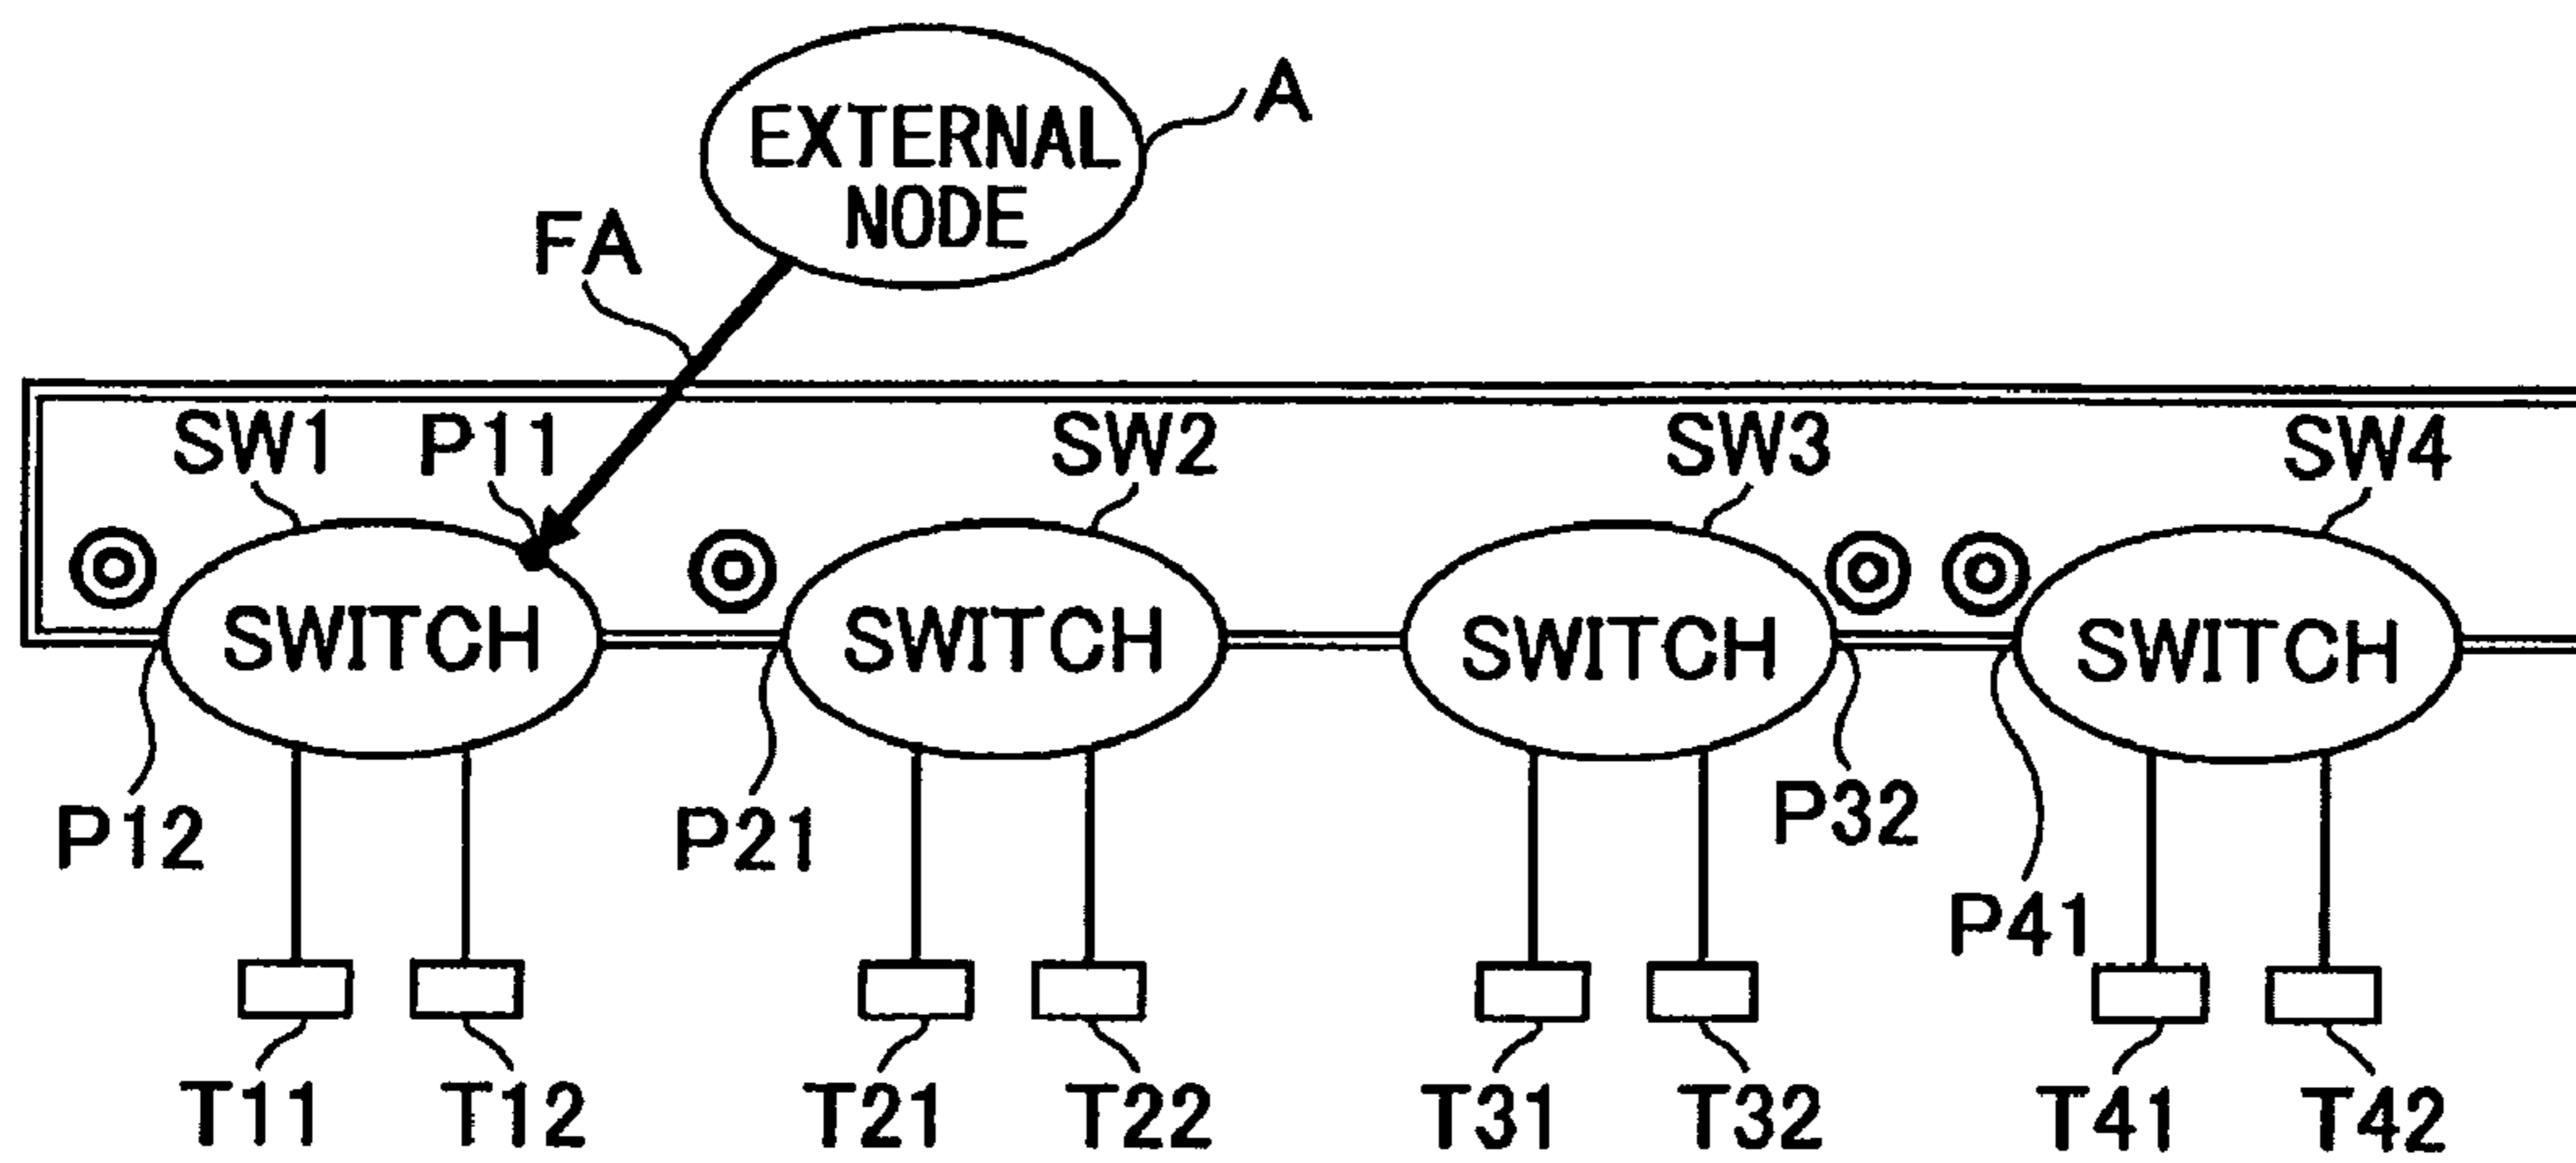 EXTERNAL
NODE
A
FA
SW1
P11
SW2
SW3
SW4
SWITCH
SWITCH
SWITCH
SWITCH
P12
P21
P32
P41
T11
T12
T21
T22
T31
T32
T41
T42